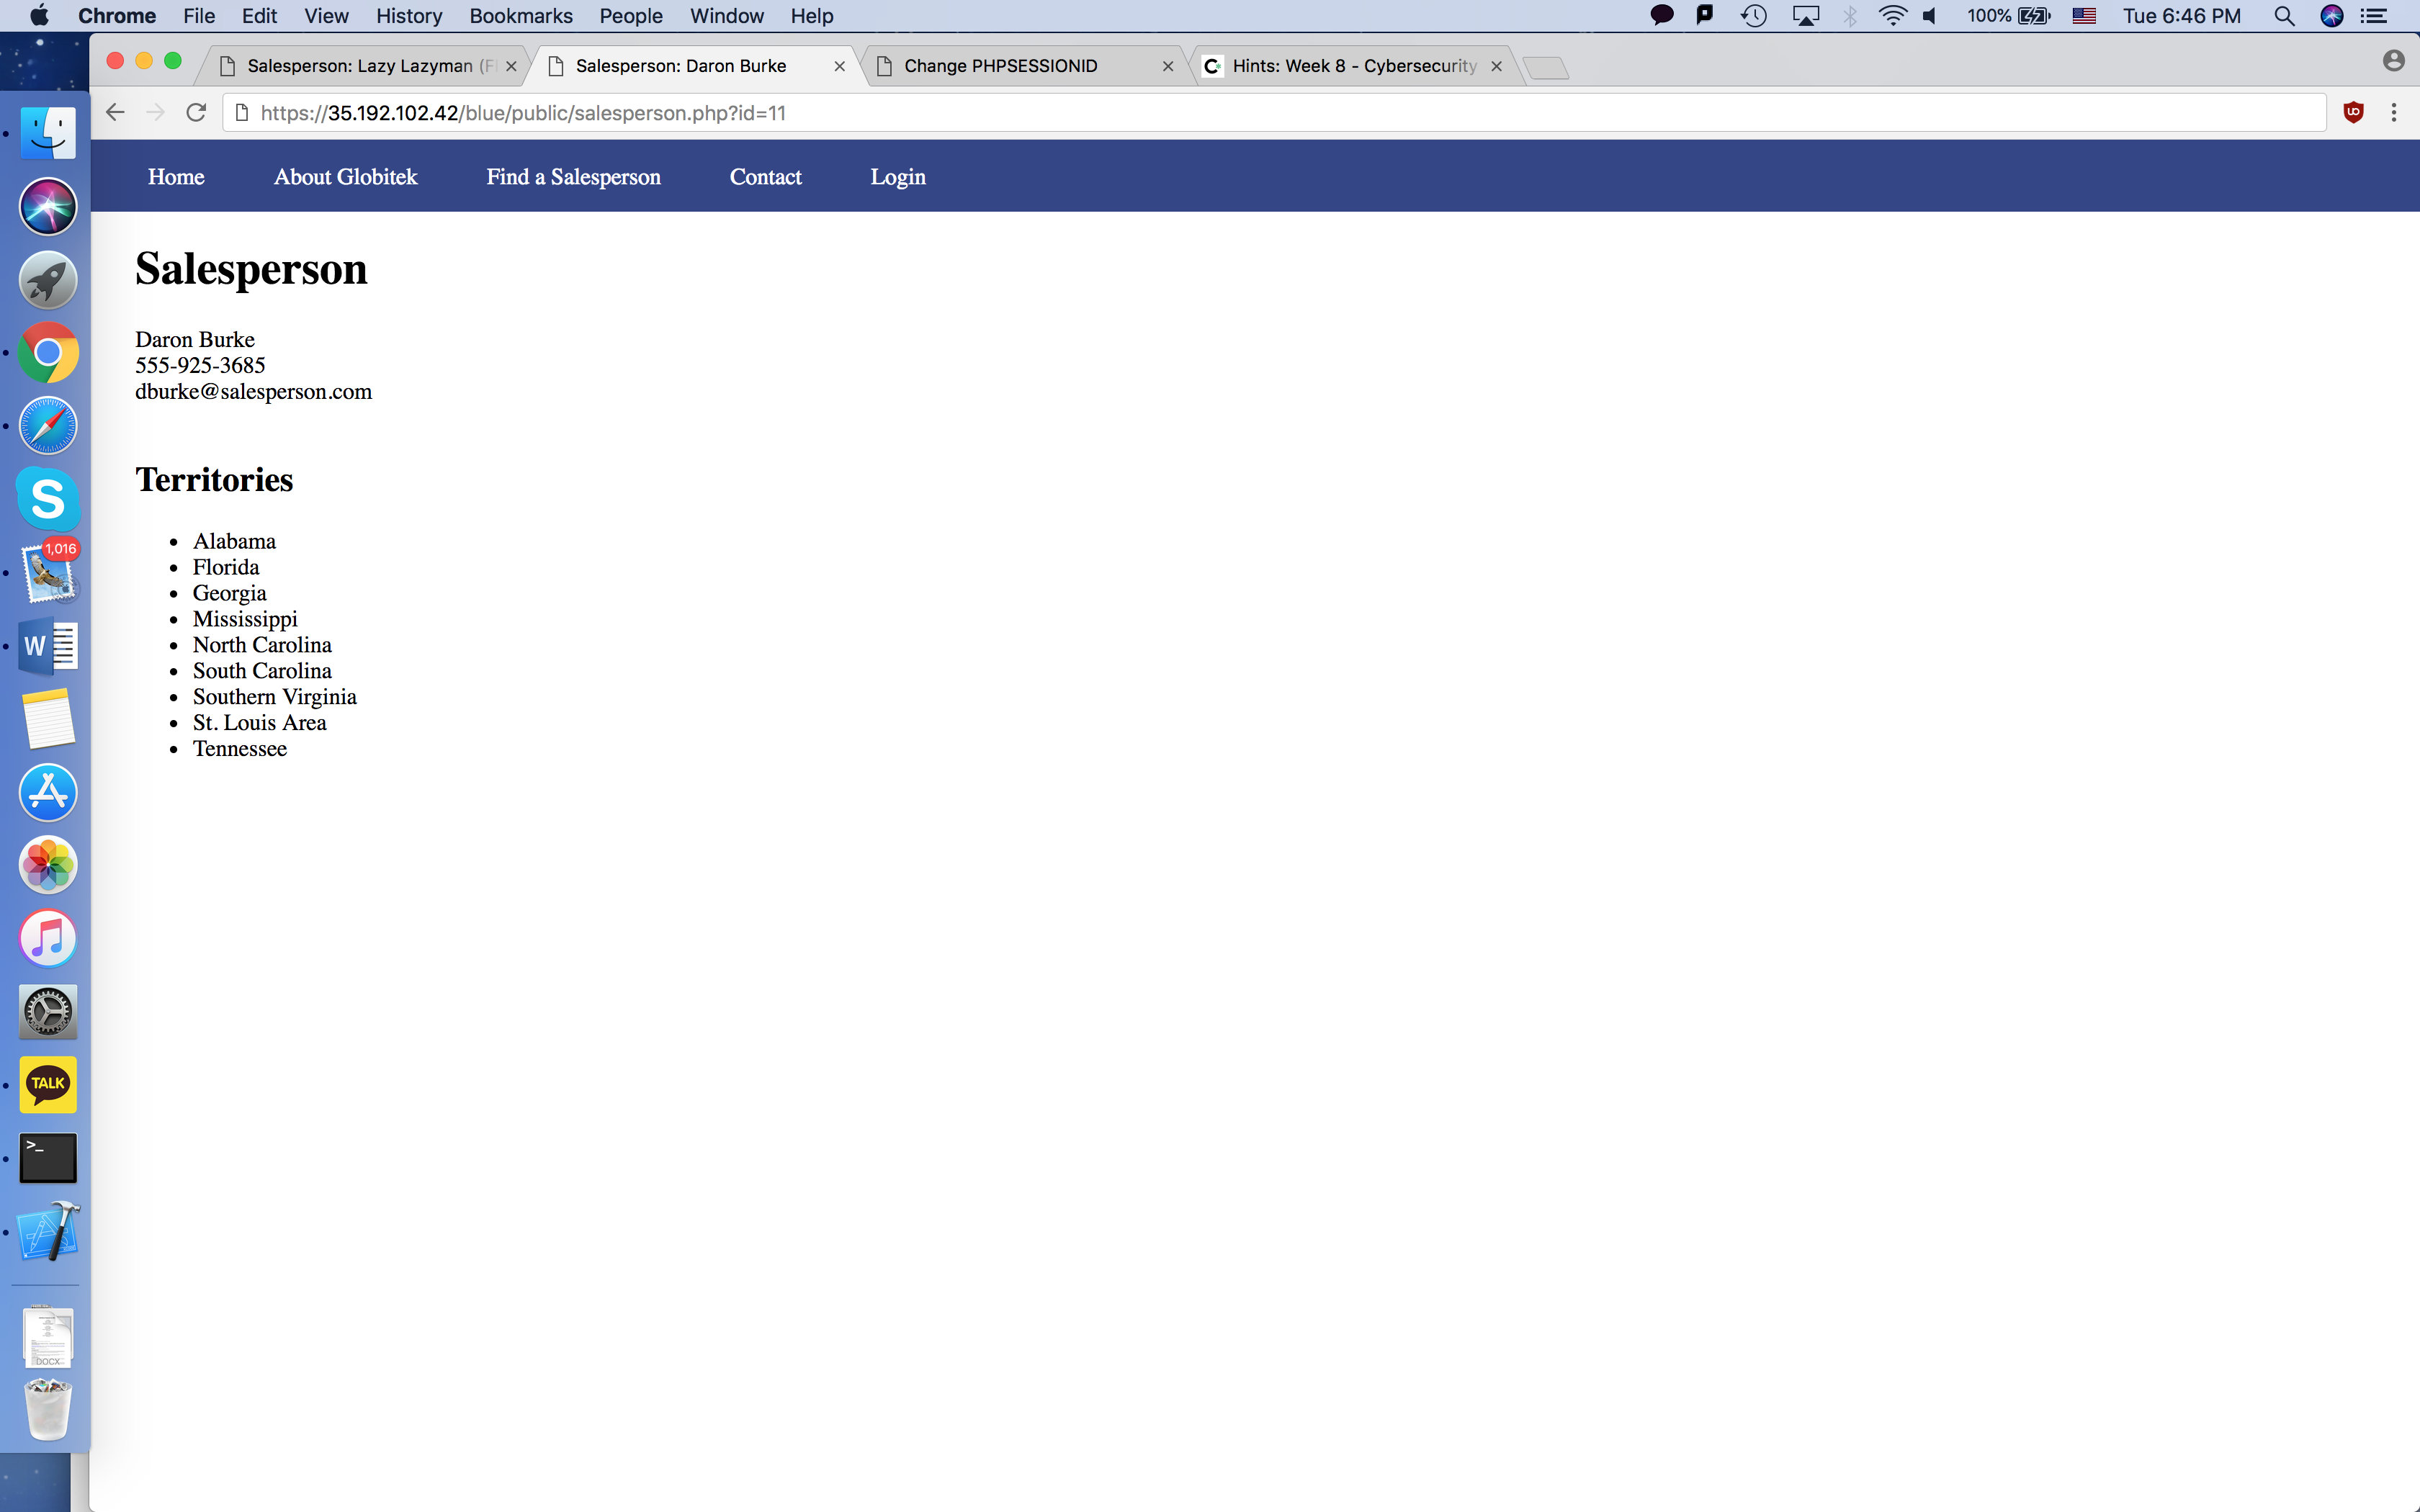 Chrome File Edit View History Bookmarks People Window Help 100% Tue 6:46 PM
Salesperson: Lazy Lazyman (F
Salesperson: Daron Burke
Change PHPSESSIONID
Hints: Week 8 - Cybersecurity
https://35.192.102.42/blue/public/salesperson.php?id=11
Home About Globitek Find a Salesperson Contact Login
Salesperson
Daron Burke
555-925-3685
dburke@salesperson.com
Territories
Alabama
Florida
Georgia
Mississippi
North Carolina
South Carolina
Southern Virginia
St. Louis Area
Tennessee
S
1,016
W
TALK
>_
DOCX